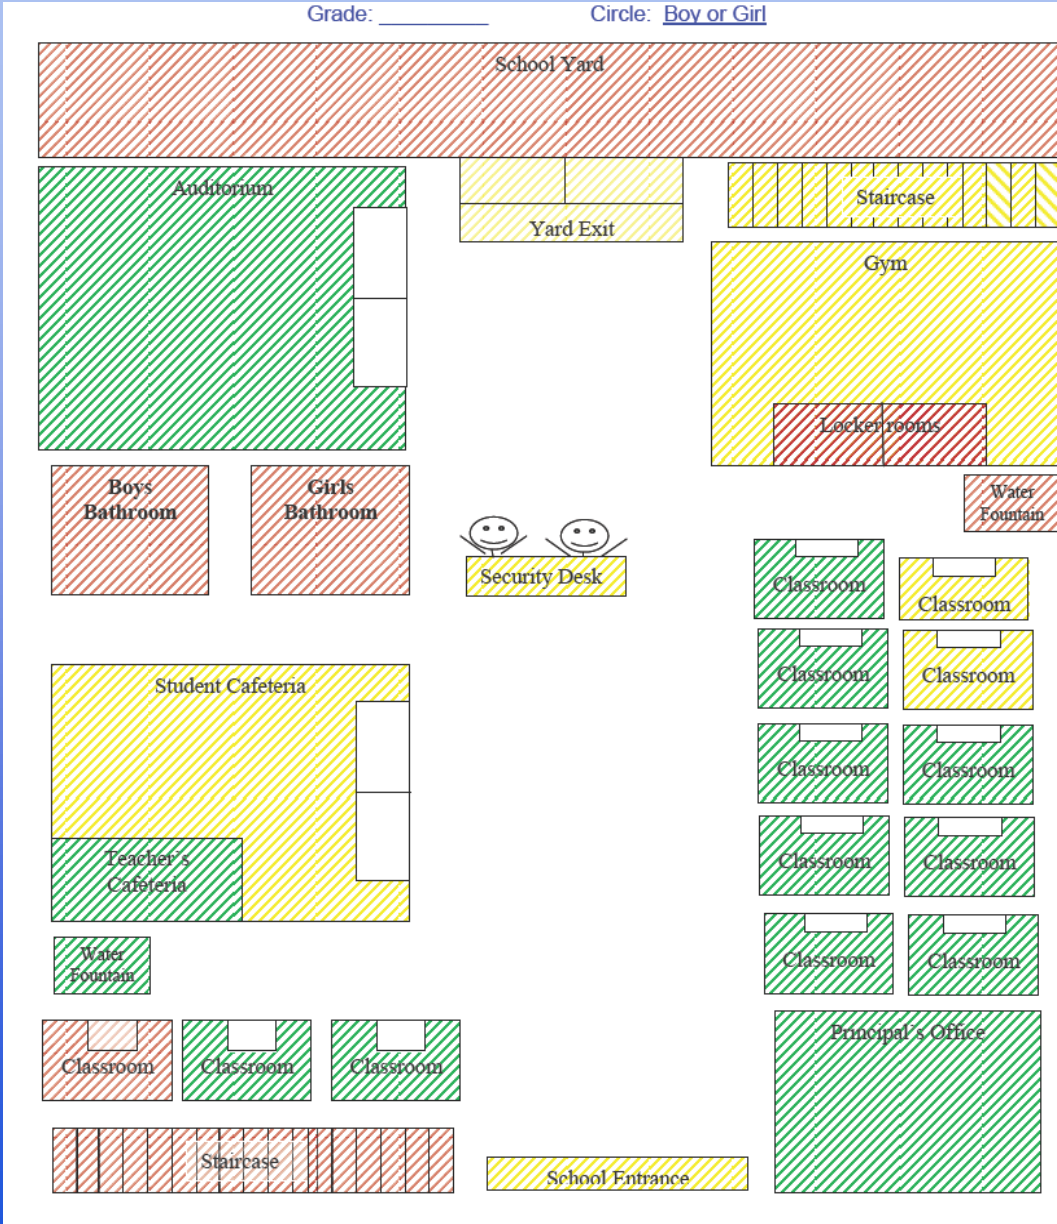 Grade: _________ Circle: Boy or Girl
School Yard
Auditorium
Yard Exit
Staircase
Gym
Locker rooms
Boys
Bathroom
Girls
Bathroom
Water
Fountain
Security Desk
Classroom
Classroom
Classroom
Classroom
Student Cafeteria
Classroom
Classroom
Teacher's
Cafeteria
Classroom
Classroom
Water
Fountain
Classroom
Classroom
Classroom
Classroom
Classroom
Principal's Office
Staircase
School Entrance